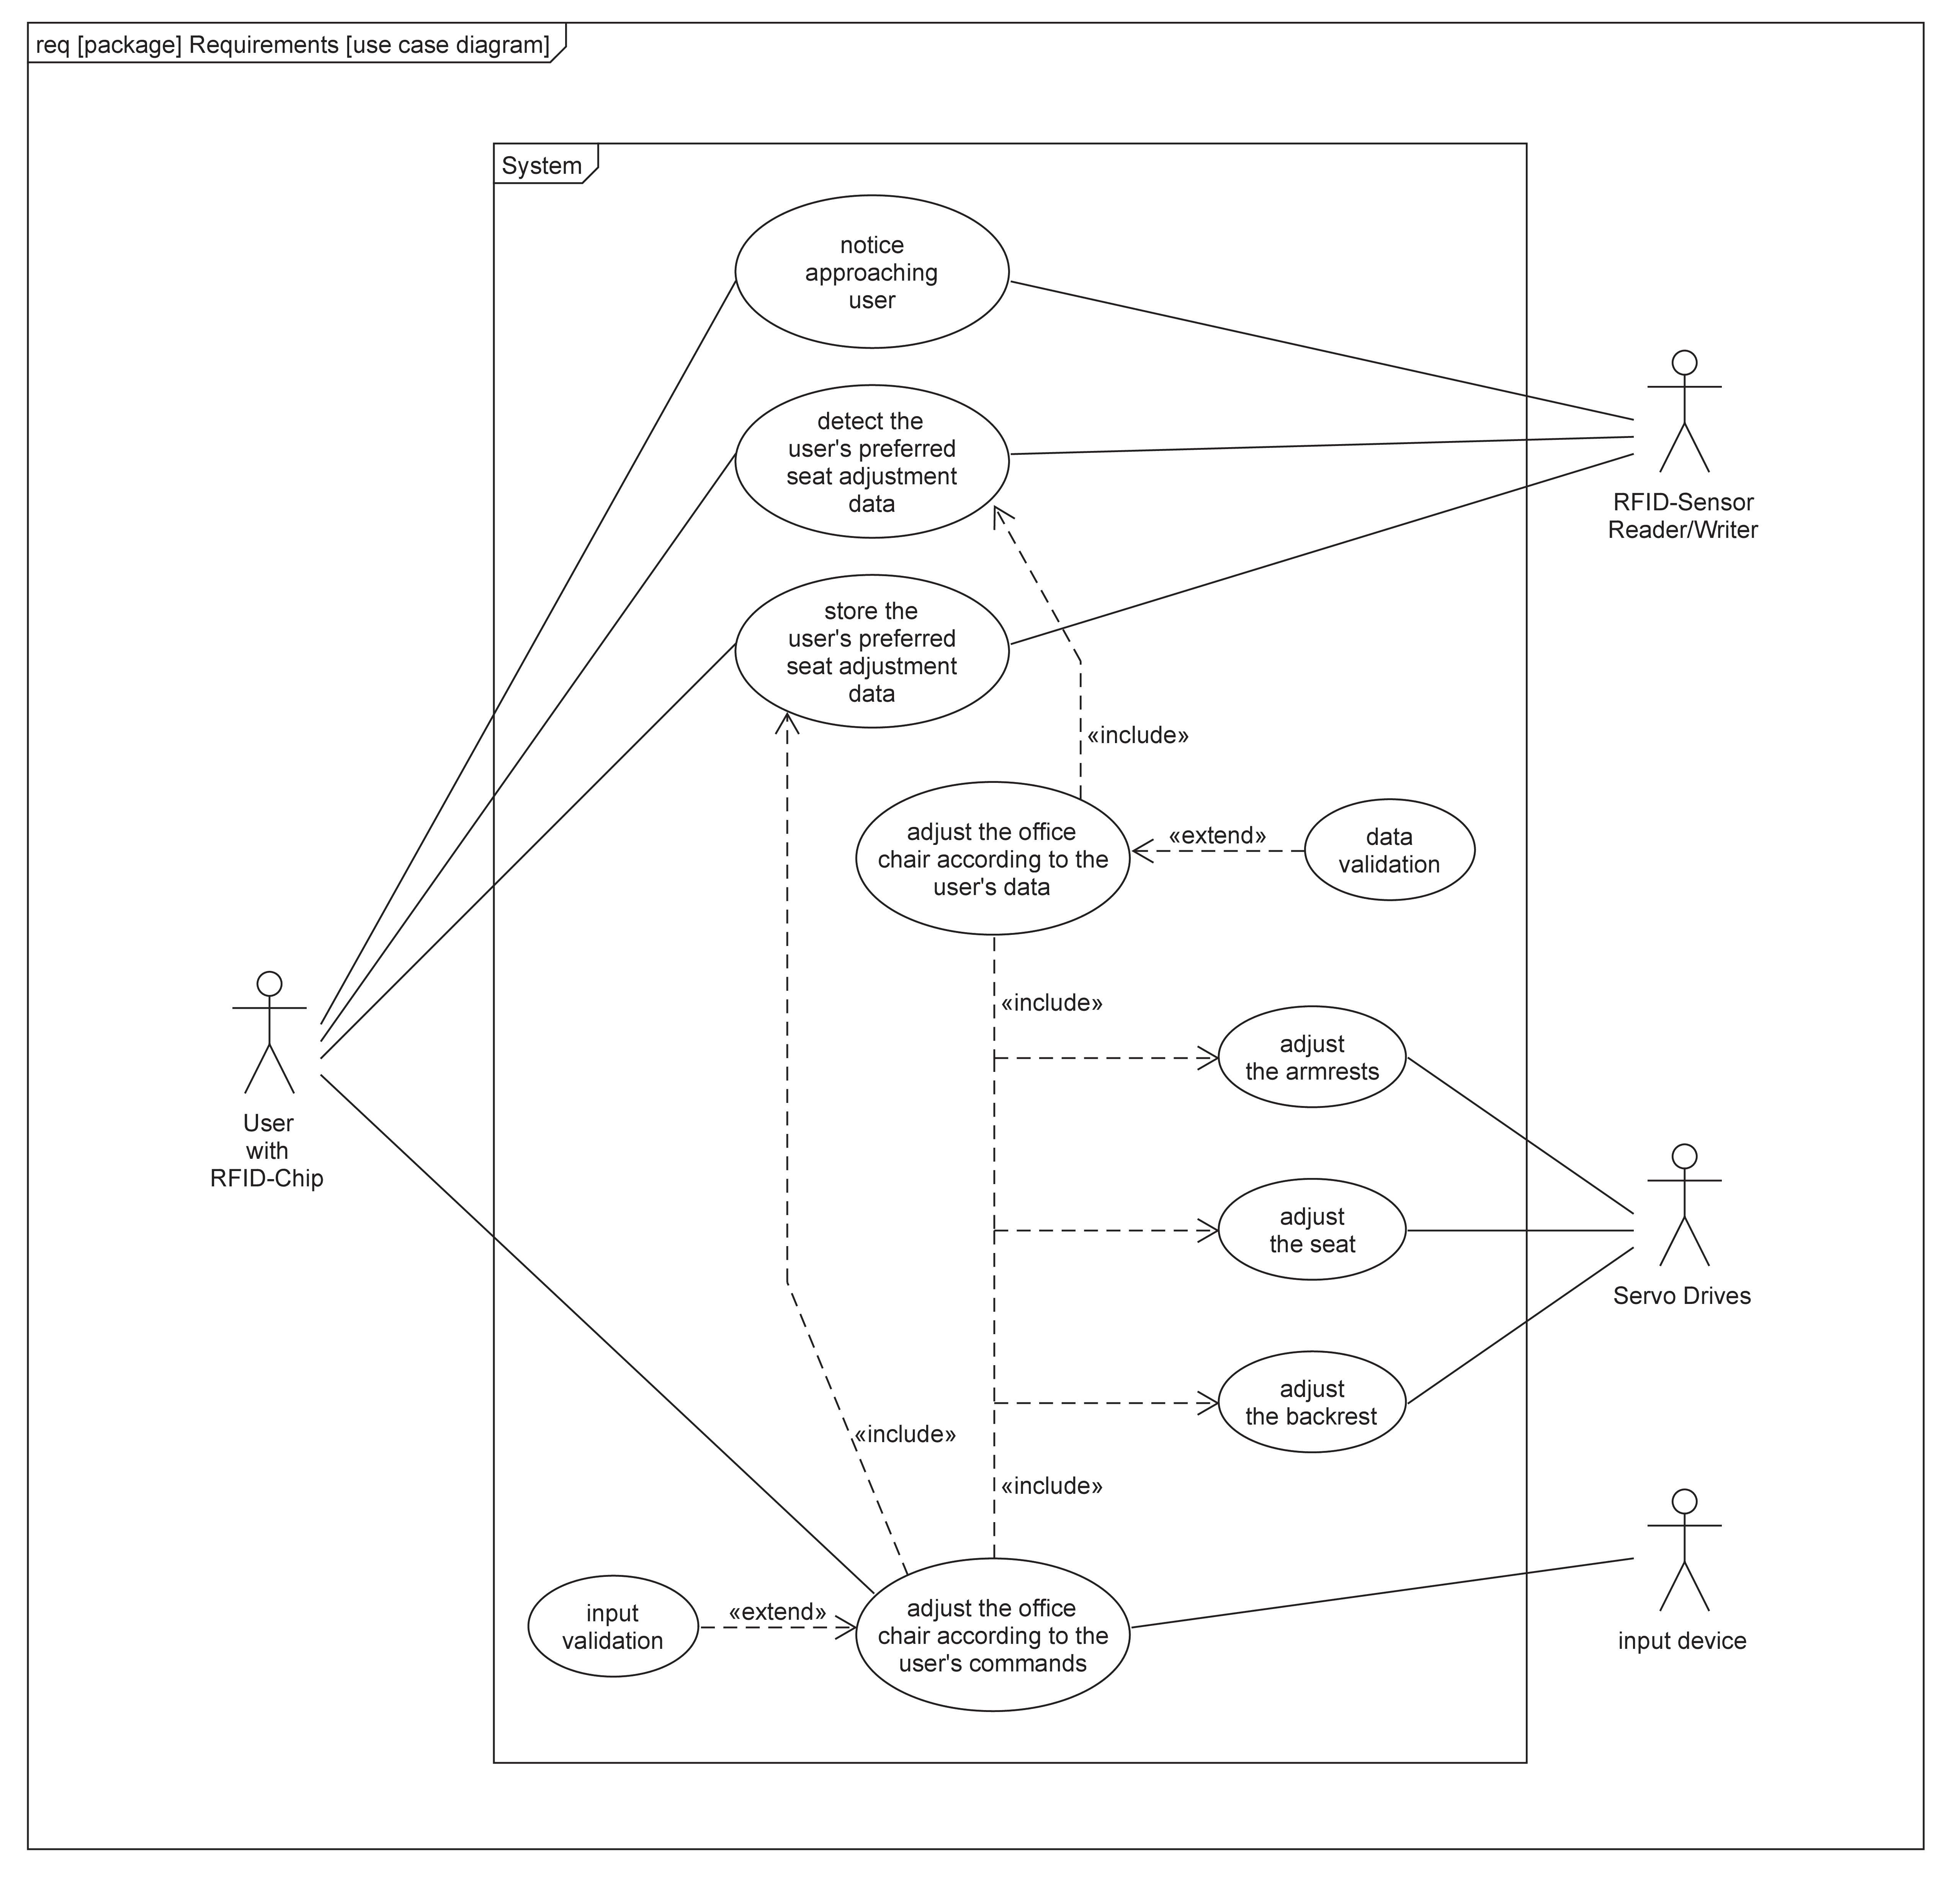 req [package] Requirements [use case diagram]
System
notice
approaching
user
detect the
user's preferred
seat adjustment
data
RFID-Sensor
Reader/Writer
store the
user's preferred
seat adjustment
data
«include»
adjust the office
chair according to the
user's data
«extend»
data
validation
«include»
adjust
the armrests
User
with
RFID-Chip
adjust
the seat
Servo Drives
adjust
the backrest
«include»
«include»
input
validation
«extend»
adjust the office
chair according to the
user's commands
input device